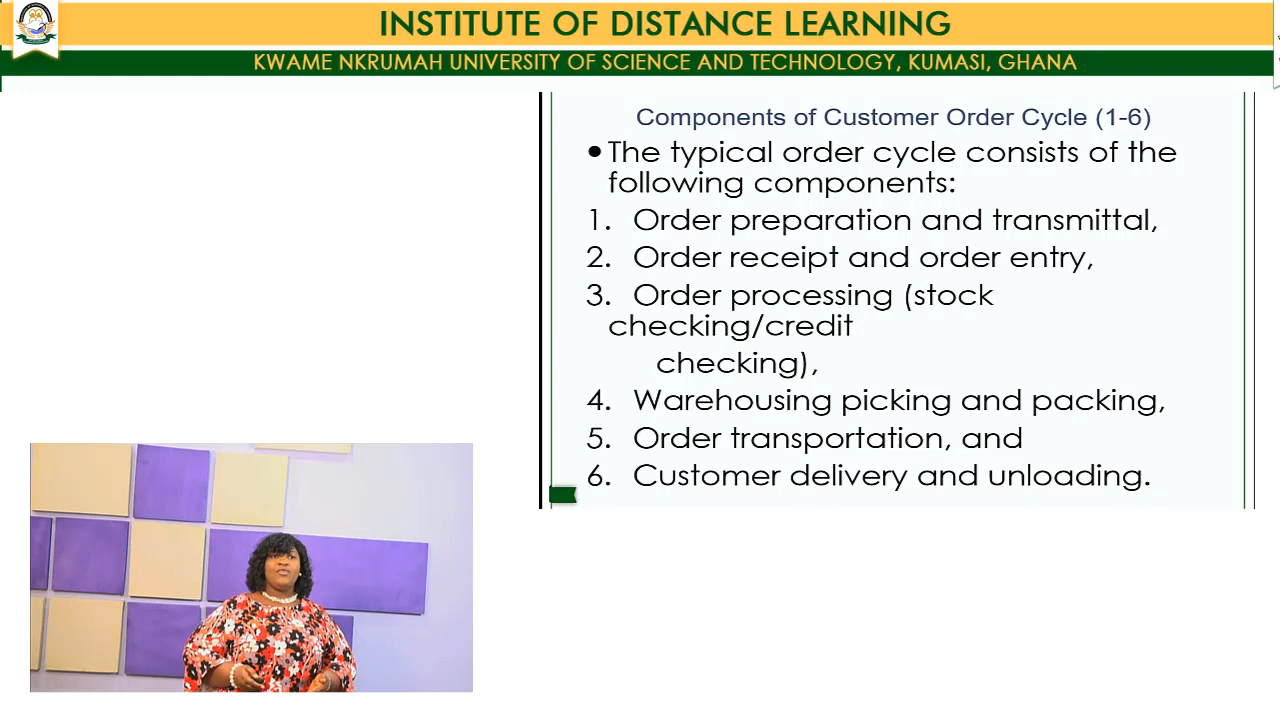 INSTITUTE OF DISTANCE LEARNING
KWAME NKRUMAH UNIVERSITY OF SCIENCE AND TECHNOLOGY, KUMASI, GHANA
Components of Customer Order Cycle (1-6)
•The typical order cycle consists of the
following components:
1. Order preparation and transmittal,
2. Order receipt and order entry,
3. Order processing (stock
checking/credit
checking),
4. Warehousing picking and packing,
5. Order transportation, and
6. Customer delivery and unloading.